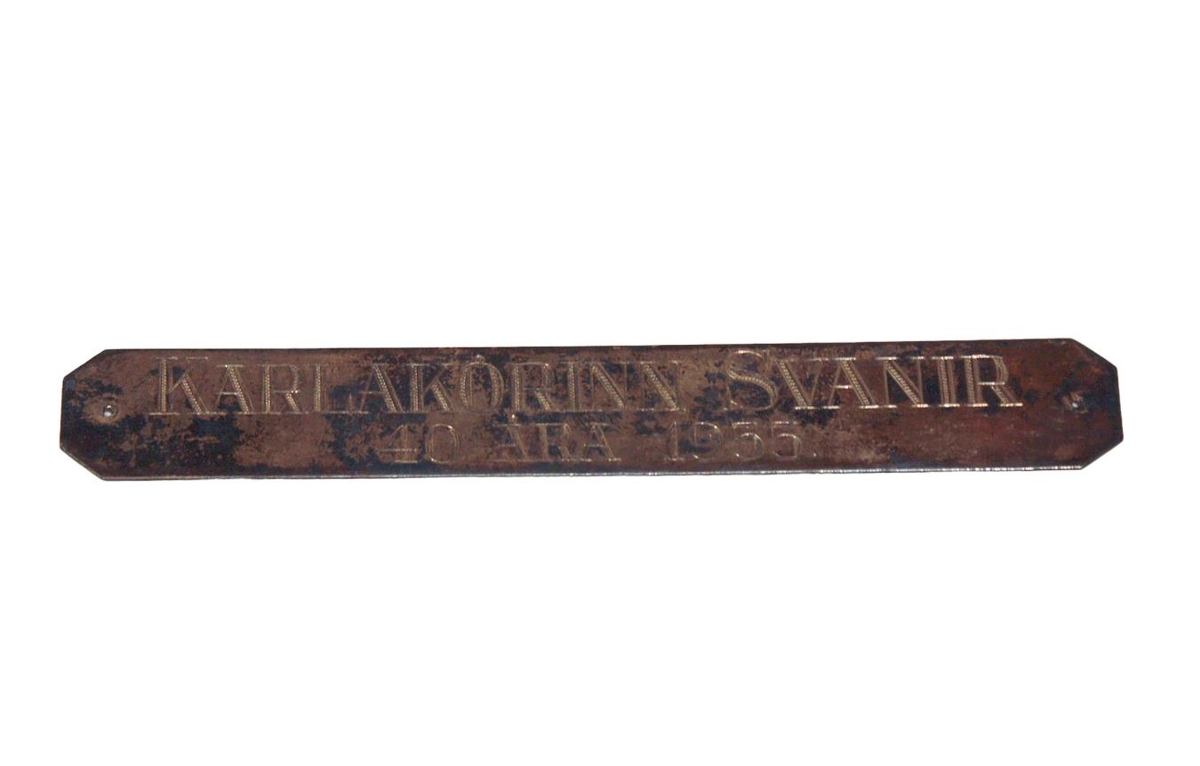 KARLAKÓRINN SVANIR
40 ÁRA 1955.